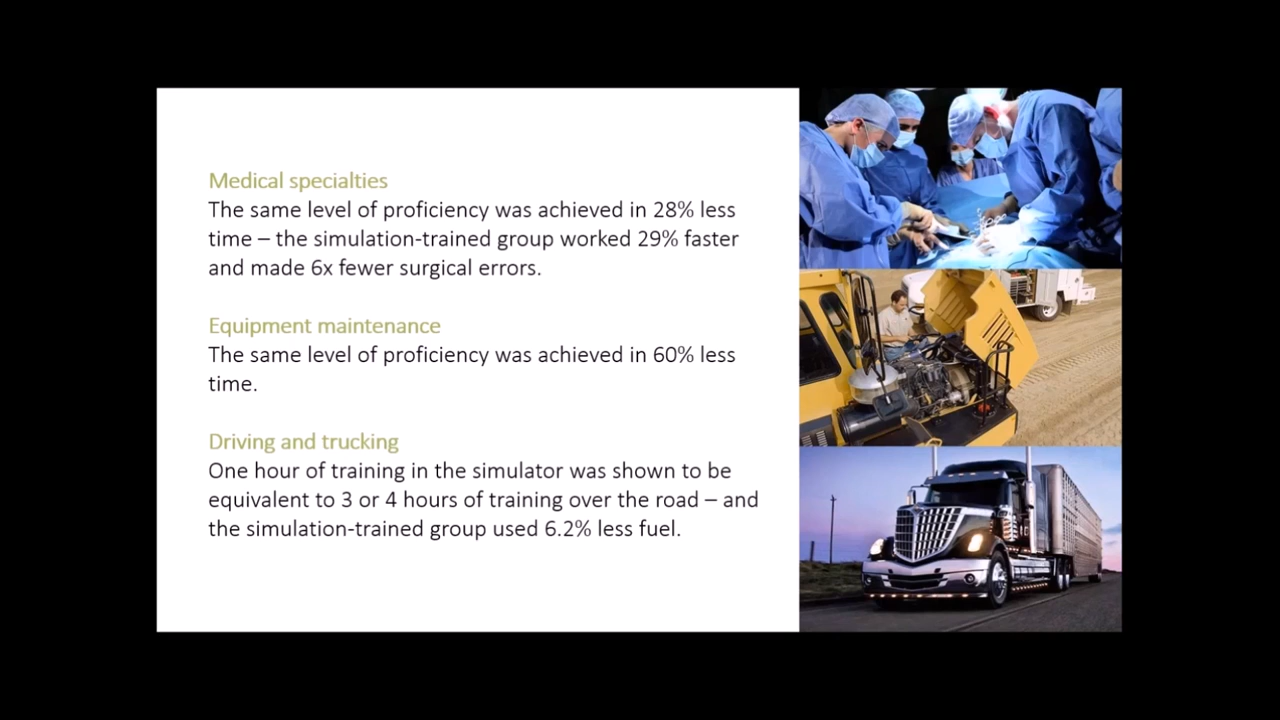 Medical specialties
The same level of proficiency was achieved in 28% less
time – the simulation-trained group worked 29% faster
and made 6x fewer surgical errors.
Equipment maintenance
The same level of proficiency was achieved in 60% less
time.
Driving and trucking
One hour of training in the simulator was shown to be
equivalent to 3 or 4 hours of training over the road – and
the simulation-trained group used 6.2% less fuel.